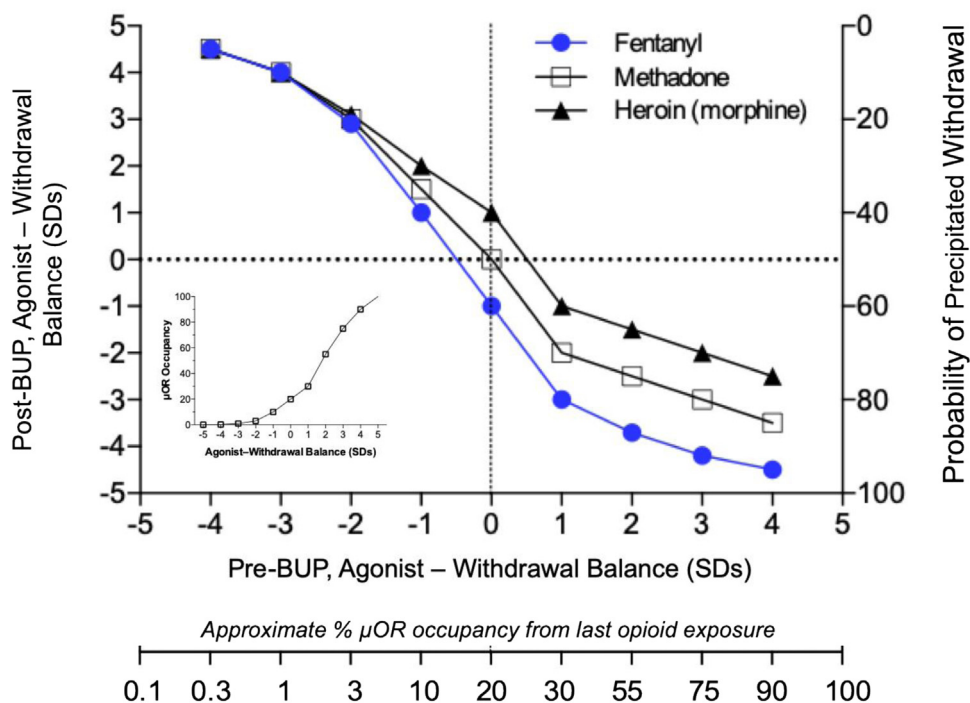 5
4
3
2
1
0
-1
-2
-3
-4
-5
Post-BUP, Agonist – Withdrawal
Balance (SDs)
Fentanyl
Methadone
Heroin (morphine)
0
20
40
60
80
100
Probability of Precipitated Withdrawal
100
80
60
40
20
0
µOR Occupancy
-5 -4 -3 -2 -1 0 1 2 3 4 5
Agonist–Withdrawal Balance (SDs)
-5 -4 -3 -2 -1 0 1 2 3 4 5
Pre-BUP, Agonist – Withdrawal Balance (SDs)
Approximate % µOR occupancy from last opioid exposure
0.1 0.3 1 3 10 20 30 55 75 90 100